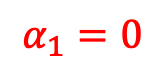 α₁ = 0